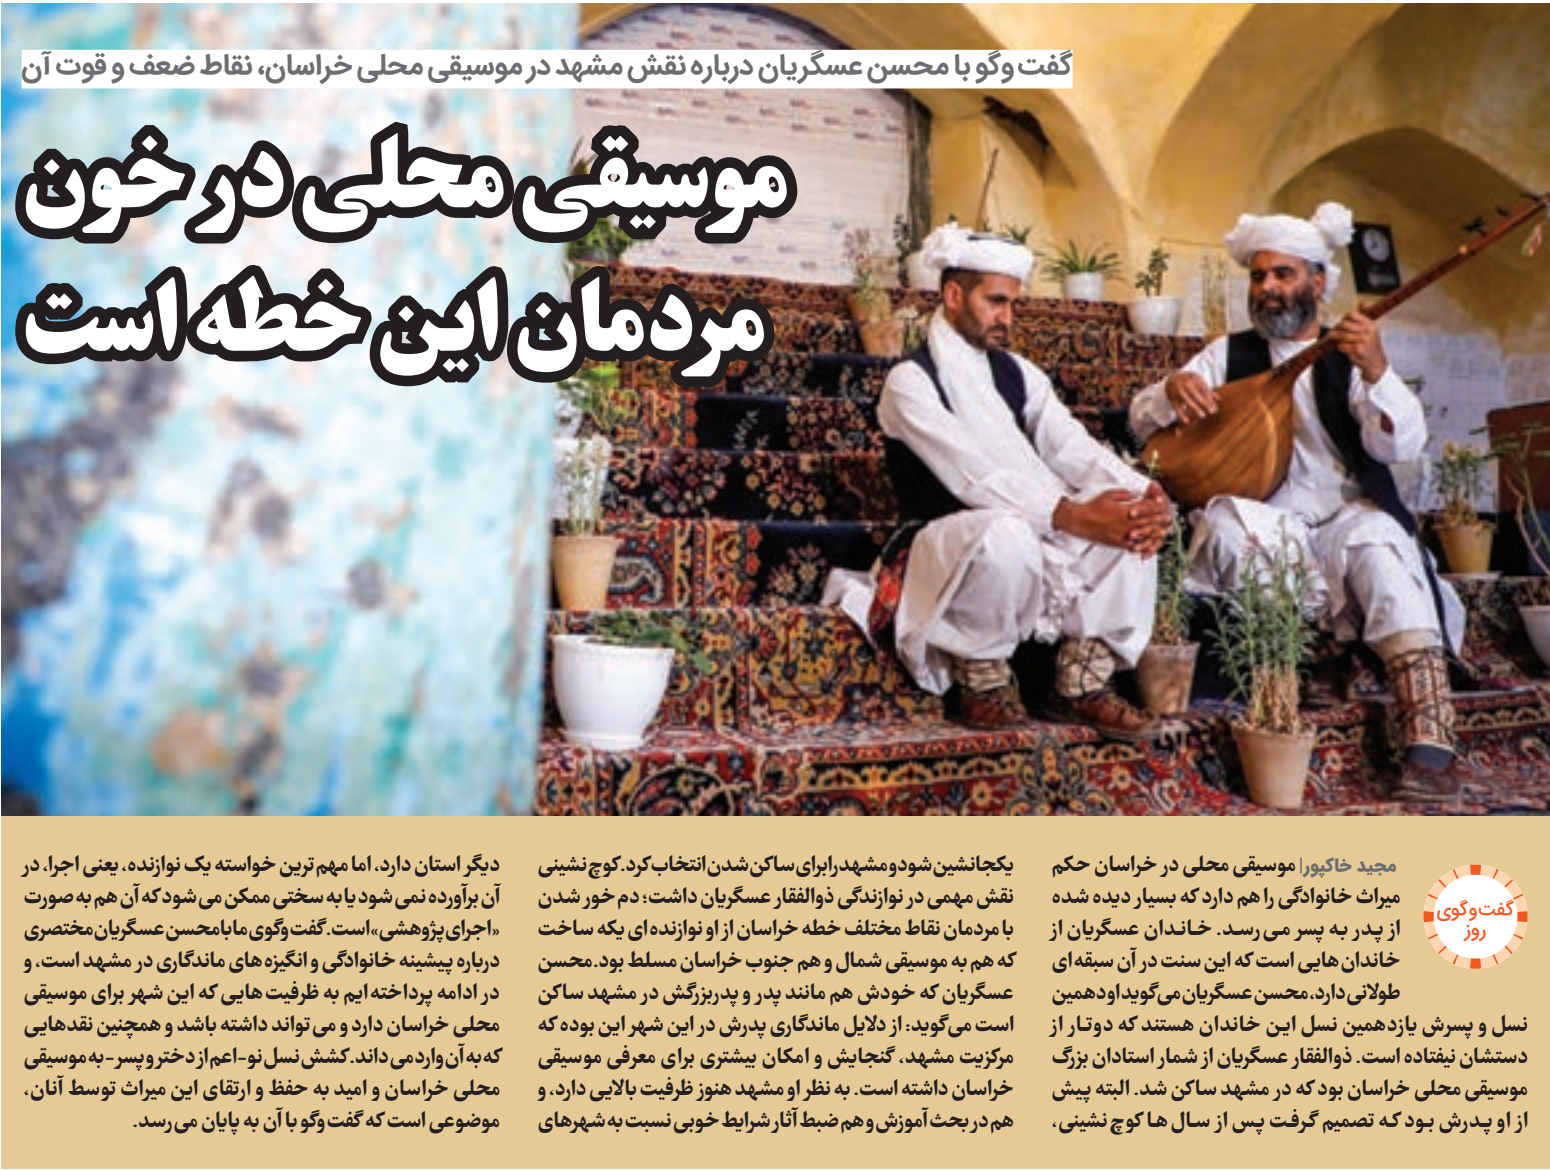 گفت وگو با محسن عسگریان درباره نقش مشهد در موسیقی محلی خراسان، نقاط ضعف و قوت آن
موسیقی محلی در خون
مردمان این خطه است
گفت‌وگوی
روز
مجید خاکپور| موسیقی محلی در خراسان حکم
میراث خانوادگی را هم دارد که بسیار دیده شده
از پدر به پسر می رسد. خاندان عسگریان از
خاندان هایی است که این سنت در آن سبقه ای
طولانی دارد، محسن عسگریان می گوید او دهمین
نسل و پسرش یازدهمین نسل این خاندان هستند که دوتار از
دستشان نیفتاده است. ذوالفقار عسگریان از شمار استادان بزرگ
موسیقی محلی خراسان بود که در مشهد ساکن شد. البته پیش
از او پدرش بود که تصمیم گرفت پس از سال ها کوچ نشینی،
یکجانشین شود و مشهد را برای ساکن شدن انتخاب کرد. کوچ نشینی
نقش مهمی در نوازندگی ذوالفقار عسگریان داشت؛ دم خور شدن
با مردمان نقاط مختلف خطه خراسان از او نوازنده ای یکه ساخت
که هم به موسیقی شمال و هم جنوب خراسان مسلط بود. محسن
عسگریان که خودش هم مانند پدر و پدربزرگش در مشهد ساکن
است می گوید: از دلایل ماندگاری پدرش در این شهر این بوده که
مرکزیت مشهد، گنجایش و امکان بیشتری برای معرفی موسیقی
خراسان داشته است. به نظر او مشهد هنوز ظرفیت بالایی دارد، و
هم در بحث آموزش و هم ضبط آثار شرایط خوبی نسبت به شهرهای
دیگر استان دارد، اما مهم ترین خواسته یک نوازنده، یعنی اجرا، در
آن برآورده نمی شود یا به سختی ممکن می شود که آن هم به صورت
«اجرای پژوهشی» است. گفت وگوی ما با محسن عسگریان مختصری
درباره پیشینه خانوادگی و انگیزه های ماندگاری در مشهد است، و
در ادامه پرداخته ایم به ظرفیت هایی که این شهر برای موسیقی
محلی خراسان دارد و می تواند داشته باشد و همچنین نقدهایی
که به آن وارد می داند. کشش نسل نو -اعم از دختر و پسر- به موسیقی
محلی خراسان و امید به حفظ و ارتقای این میراث توسط آنان،
موضوعی است که گفت وگو با آن به پایان می رسد.